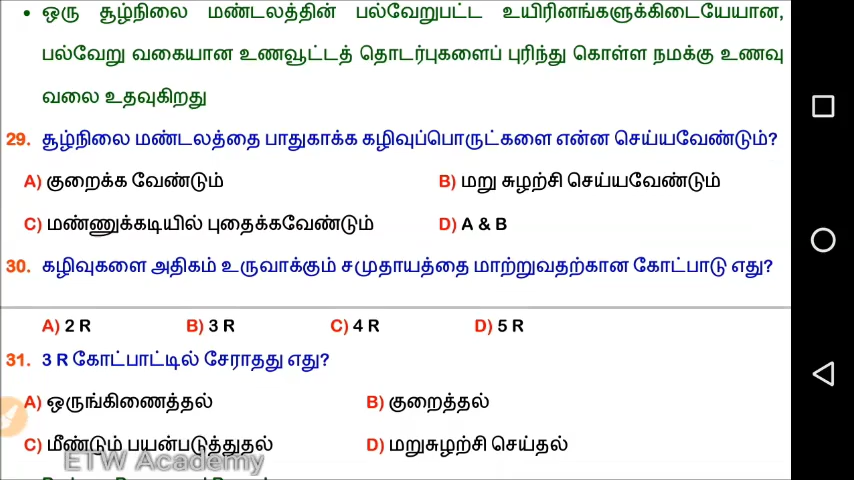 • ஒரு சூழ்நிலை மண்டலத்தின் பல்வேறுபட்ட உயிரினங்களுக்கிடையேயான,
பல்வேறு வகையான உணவூட்டத் தொடர்புகளைப் புரிந்து கொள்ள நமக்கு உணவு
வலை உதவுகிறது
29. சூழ்நிலை மண்டலத்தை பாதுகாக்க கழிவுப்பொருட்களை என்ன செய்யவேண்டும்?
A) குறைக்க வேண்டும் B) மறு சுழற்சி செய்யவேண்டும்
C) மண்ணுக்கடியில் புதைக்கவேண்டும் D) A & B
30. கழிவுகளை அதிகம் உருவாக்கும் சமுதாயத்தை மாற்றுவதற்கான கோட்பாடு எது?
A) 2 R B) 3 R C) 4 R D) 5 R
31. 3 R கோட்பாட்டில் சேராதது எது?
A) ஒருங்கிணைத்தல் B) குறைத்தல்
C) மீண்டும் பயன்படுத்துதல் D) மறுசுழற்சி செய்தல்
ETW Academy